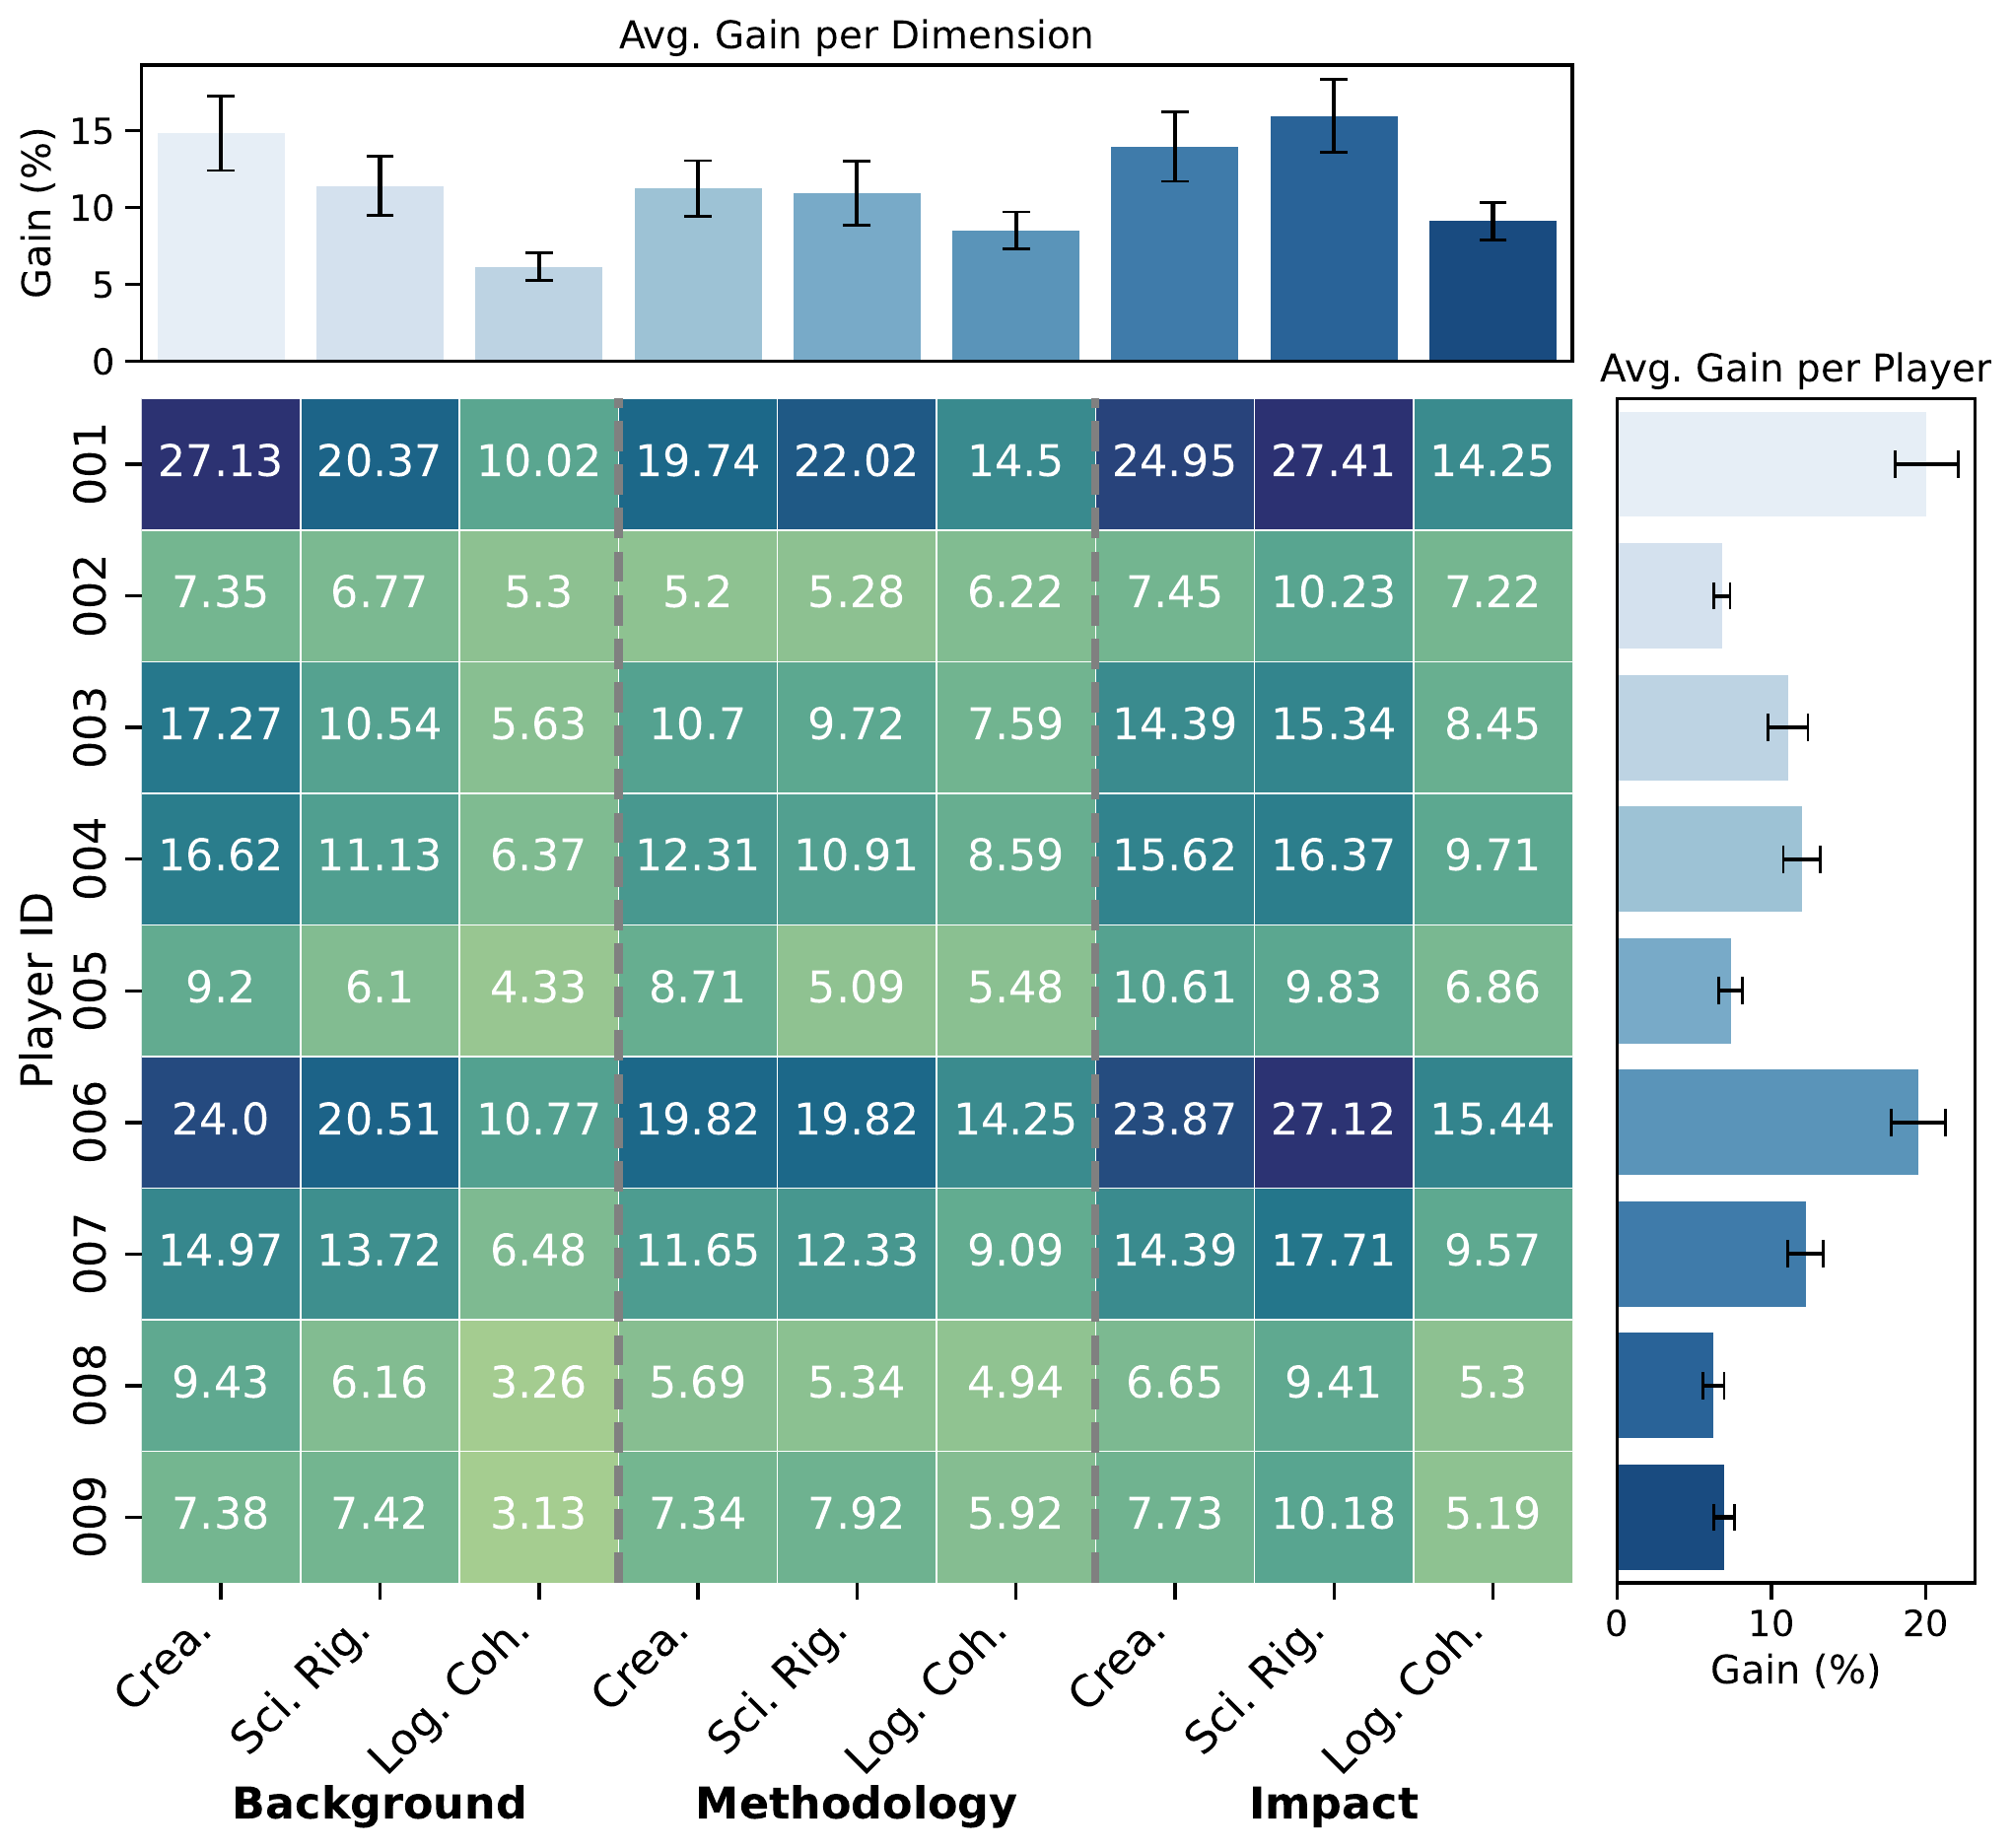 Avg. Gain per Dimension
Gain (%)
15
10
5
0
Avg. Gain per Player
Player ID
001 27.13 20.37 10.02 19.74 22.02 14.5 24.95 27.41 14.25
002 7.35 6.77 5.3 5.2 5.28 6.22 7.45 10.23 7.22
003 17.27 10.54 5.63 10.7 9.72 7.59 14.39 15.34 8.45
004 16.62 11.13 6.37 12.31 10.91 8.59 15.62 16.37 9.71
005 9.2 6.1 4.33 8.71 5.09 5.48 10.61 9.83 6.86
006 24.0 20.51 10.77 19.82 19.82 14.25 23.87 27.12 15.44
007 14.97 13.72 6.48 11.65 12.33 9.09 14.39 17.71 9.57
008 9.43 6.16 3.26 5.69 5.34 4.94 6.65 9.41 5.3
009 7.38 7.42 3.13 7.34 7.92 5.92 7.73 10.18 5.19
0 10 20
Gain (%)
Crea. Sci. Rig. Log. Coh. Crea. Sci. Rig. Log. Coh. Crea. Sci. Rig. Log. Coh.
Background Methodology Impact